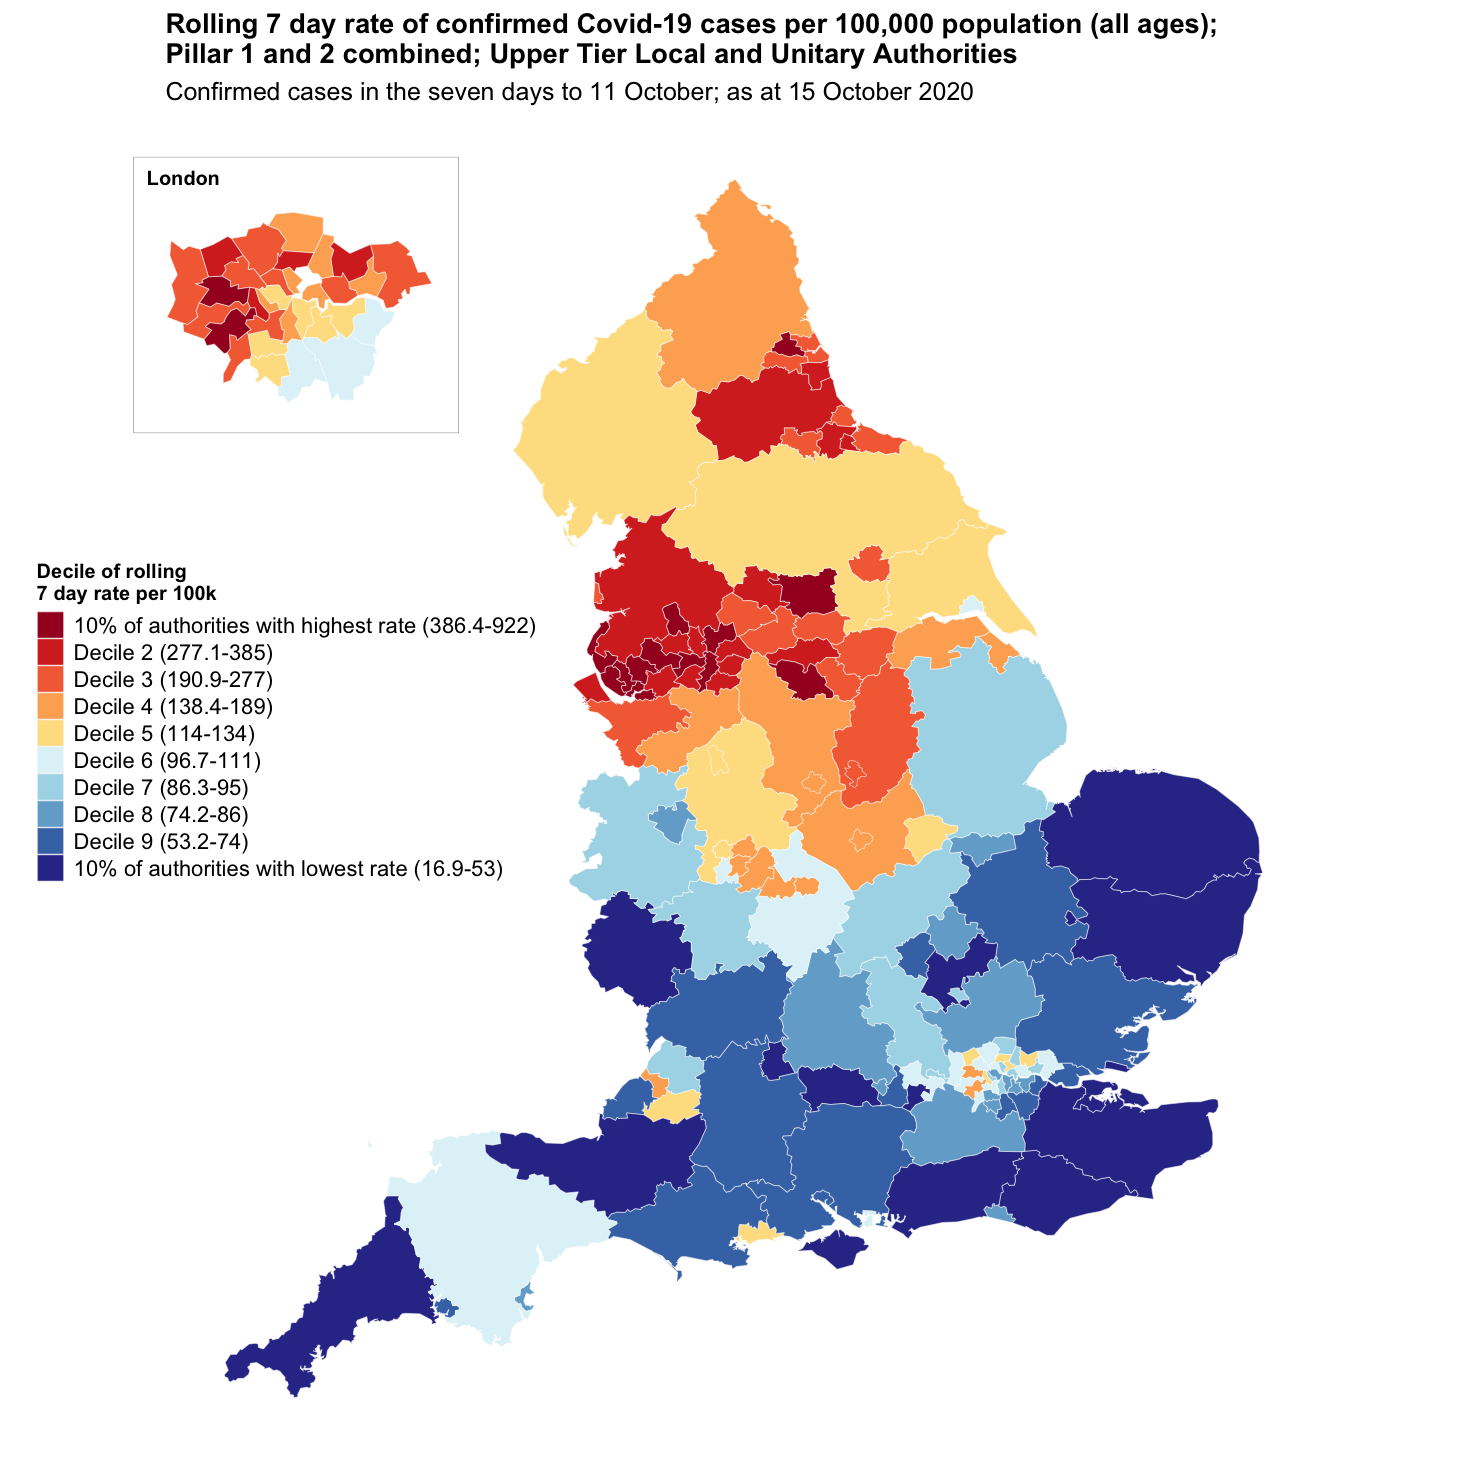 Rolling 7 day rate of confirmed Covid-19 cases per 100,000 population (all ages);
Pillar 1 and 2 combined; Upper Tier Local and Unitary Authorities
Confirmed cases in the seven days to 11 October; as at 15 October 2020
London
Decile of rolling
7 day rate per 100k
10% of authorities with highest rate (386.4-922)
Decile 2 (277.1-385)
Decile 3 (190.9-277)
Decile 4 (138.4-189)
Decile 5 (114-134)
Decile 6 (96.7-111)
Decile 7 (86.3-95)
Decile 8 (74.2-86)
Decile 9 (53.2-74)
10% of authorities with lowest rate (16.9-53)